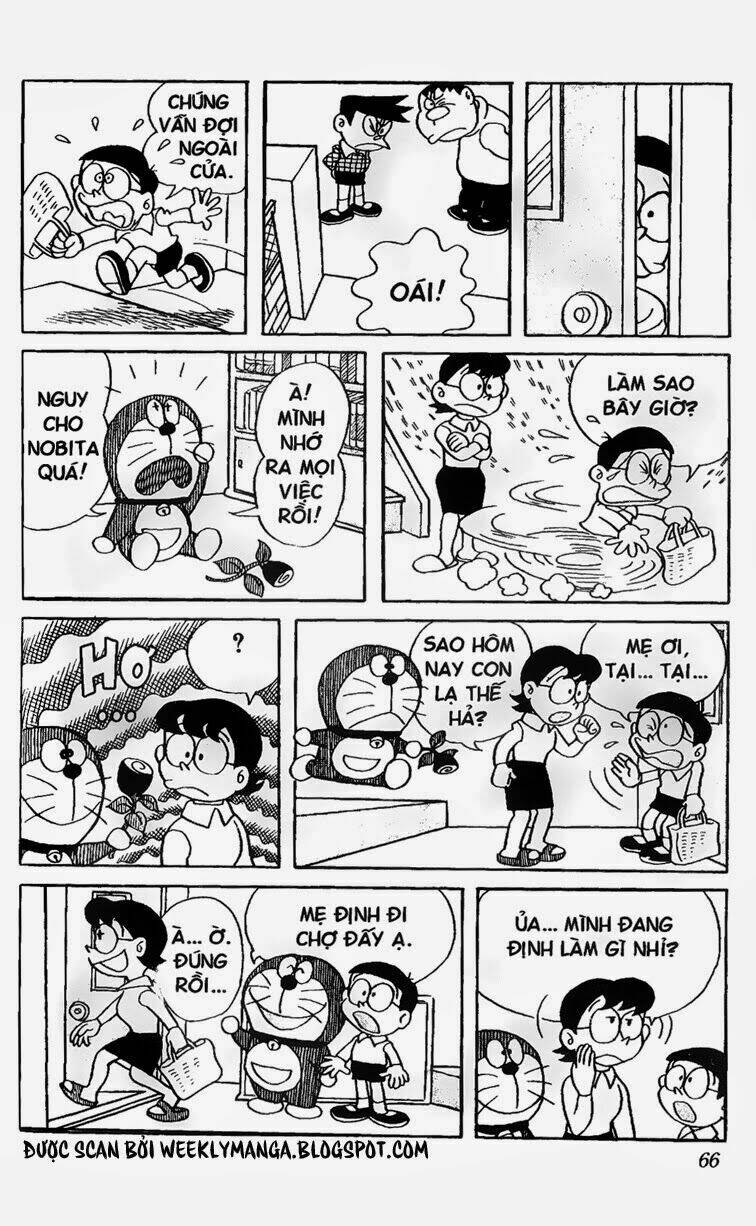 OÁI!
CHÚNG
VẪN ĐỢI
NGOÀI
CỬA.
LÀM SAO
BÂY GIỜ?
À!
MÌNH
NHỚ
RA MỌI
VIỆC
RỒI!
NGUY
CHO
NOBITA
QUÁ!
MẸ ƠI,
TẠI... TẠI...
SAO HÔM
NAY CON
LẠ THẾ
HẢ?
?
HƠ...
ỦA... MÌNH ĐANG
ĐỊNH LÀM GÌ NHỈ?
MẸ ĐỊNH ĐI
CHỢ ĐẤY Ạ.
À... Ờ.
ĐÚNG
RỒI...
ĐƯỢC SCAN BỞI WEEKLYMANGA.BLOGSPOT.COM
66